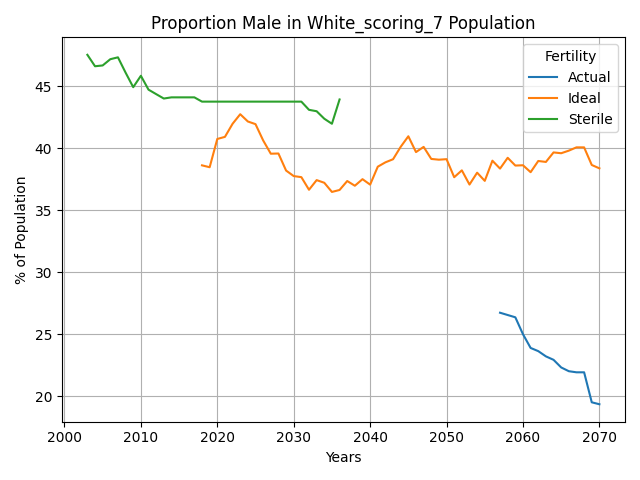 Proportion Male in White_scoring_7 Population
Fertility
Actual
Ideal
Sterile
% of Population
45
40
35
30
25
20
2000 2010 2020 2030 2040 2050 2060 2070
Years